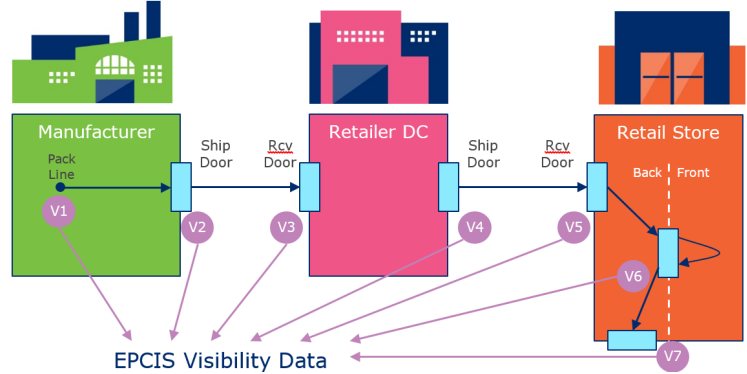 Manufacturer
Retailer DC
Retail Store
Pack
Line
Ship
Door
Rcv
Door
Ship
Door
Rcv
Door
Back
Front
V1
V2
V3
V4
V5
V6
V7
EPCIS Visibility Data